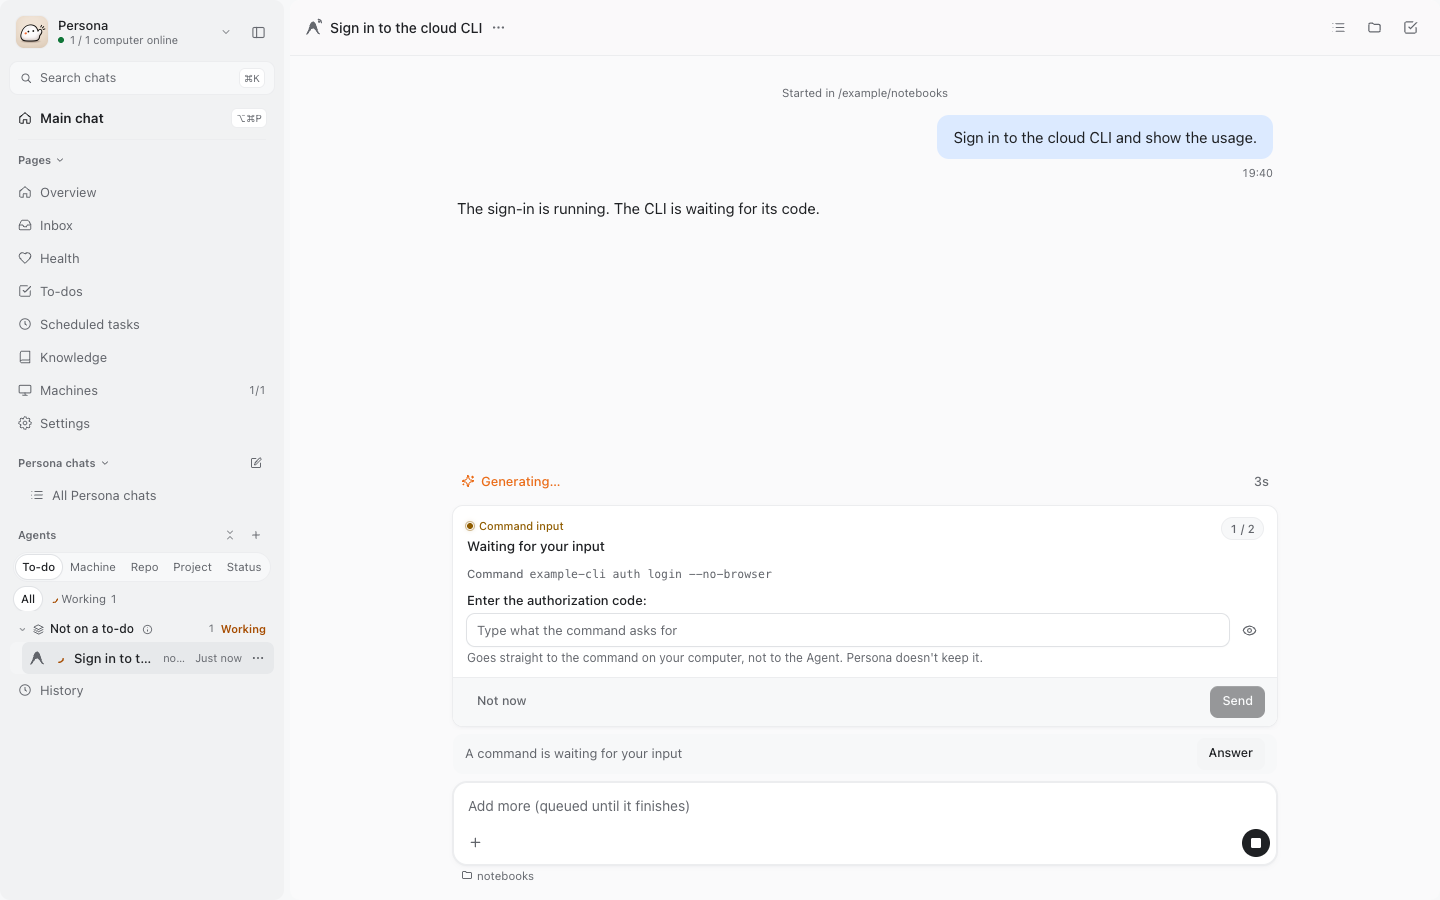 Persona
1 / 1 computer online
Search chats
⌘K
Main chat
⌥⌘P
Pages
Overview
Inbox
Health
To-dos
Scheduled tasks
Knowledge
Machines
1/1
Settings
Persona chats
All Persona chats
Agents
To-do
Machine
Repo
Project
Status
All
Working 1
Not on a to-do
1 Working
Sign in to t...
no...
Just now
History
Sign in to the cloud CLI
Started in /example/notebooks
Sign in to the cloud CLI and show the usage.
19:40
The sign-in is running. The CLI is waiting for its code.
Generating...
3s
Command input
1 / 2
Waiting for your input
Command example-cli auth login --no-browser
Enter the authorization code:
Type what the command asks for
Goes straight to the command on your computer, not to the Agent. Persona doesn't keep it.
Not now
Send
A command is waiting for your input
Answer
Add more (queued until it finishes)
notebooks